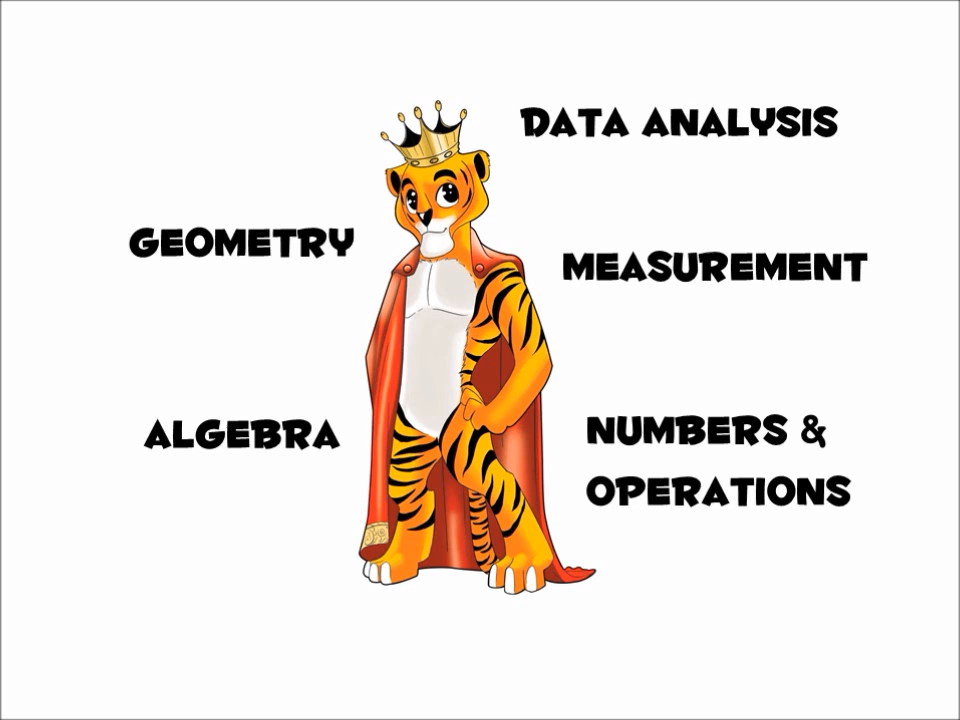 DATA ANALYSIS
GEOMETRY
MEASUREMENT
ALGEBRA
NUMBERS &
OPERATIONS